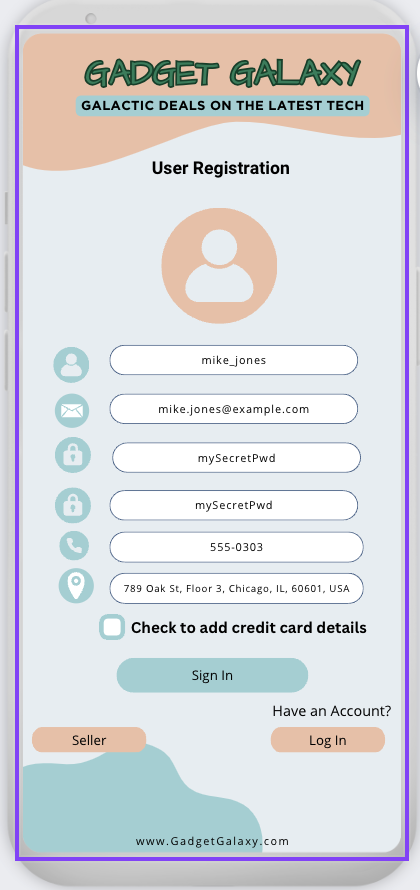 GADGET GALAXY
GALACTIC DEALS ON THE LATEST TECH
User Registration
mike_jones
mike.jones@example.com
mySecretPwd
mySecretPwd
555-0303
789 Oak St, Floor 3, Chicago, IL, 60601, USA
Check to add credit card details
Sign In
Have an Account?
Seller
Log In
www.GadgetGalaxy.com